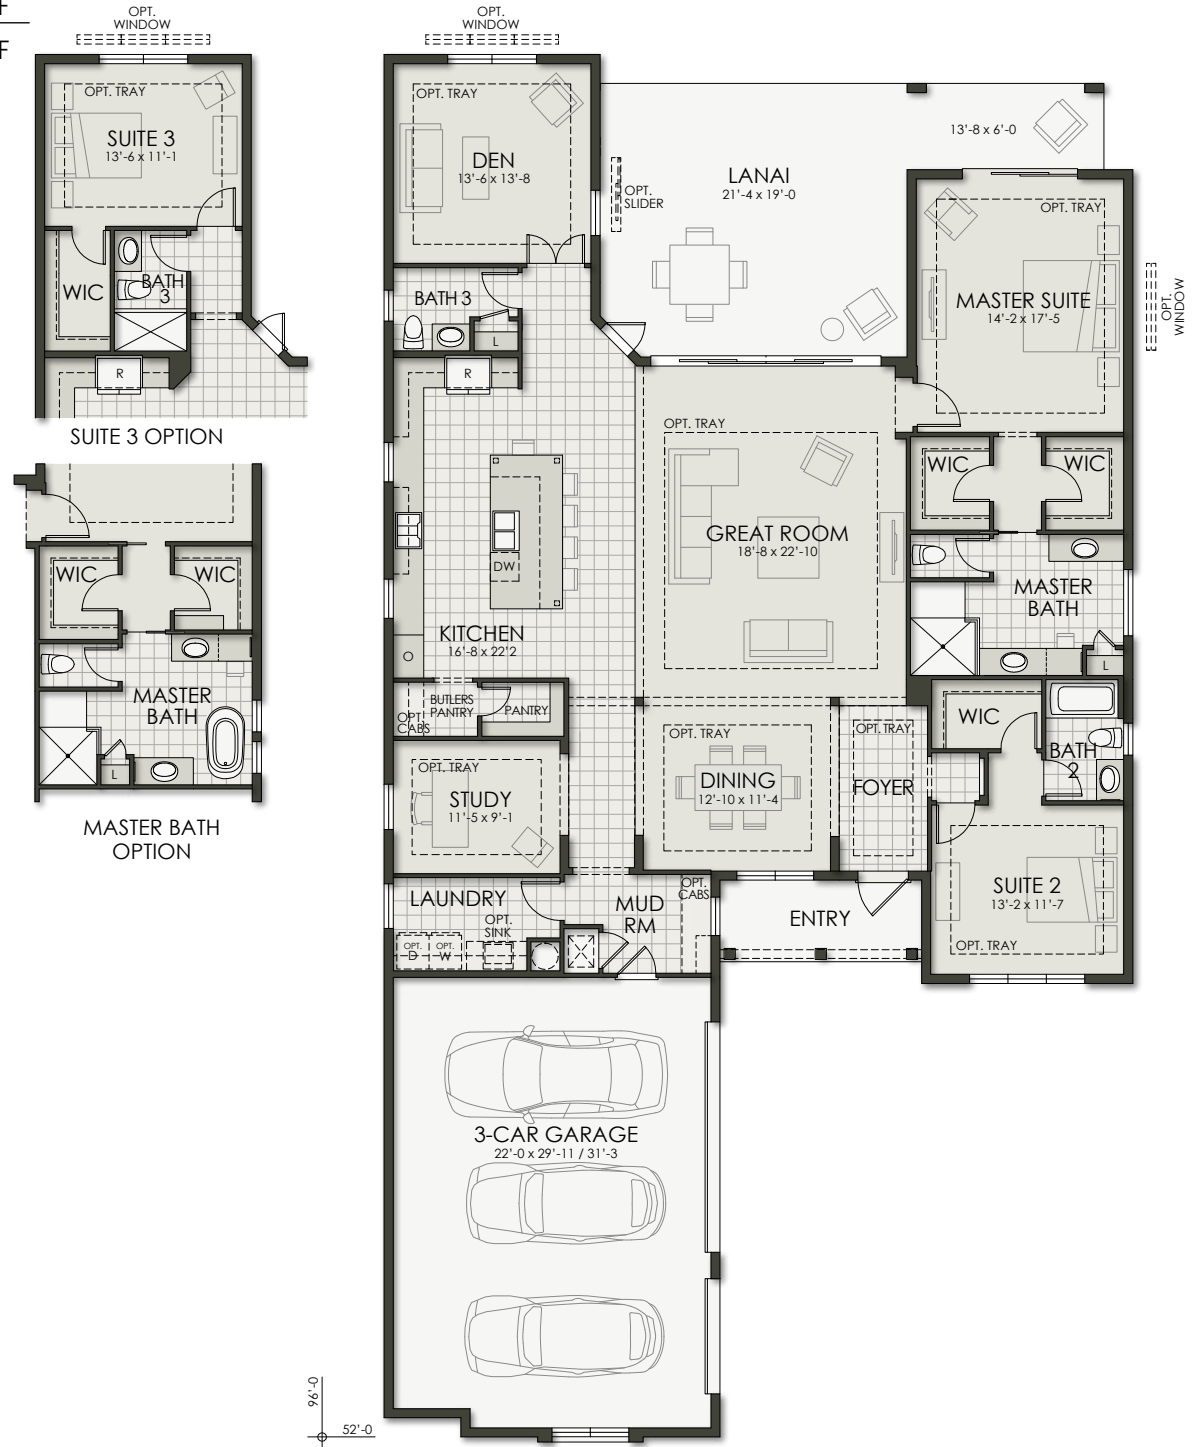 F
F
OPT.
WINDOW
OPT. TRAY
SUITE 3
13'-6 x 11'-1
WIC
BATH
3
R
SUITE 3 OPTION
WIC
WIC
MASTER
BATH
L
MASTER BATH
OPTION
OPT.
WINDOW
OPT. TRAY
DEN
13'-6 x 13'-8
OPT.
SLIDER
LANAI
21'-4 x 19'-0
13'-8 x 6'-0
OPT. TRAY
MASTER SUITE
14'-2 x 17'-5
OPT.
WINDOW
BATH 3
L
R
OPT. TRAY
GREAT ROOM
18'-8 x 22'-10
WIC
WIC
DW
KITCHEN
16'-8 x 22'2
MASTER
BATH
L
BUTLERS
PANTRY
OPT.
CABS
PANTRY
OPT. TRAY
STUDY
11'-5 x 9'-1
OPT. TRAY
DINING
12'-10 x 11'-4
OPT. TRAY
FOYER
WIC
BATH
2
SUITE 2
13'-2 x 11'-7
OPT. TRAY
LAUNDRY
OPT.
SINK
OPT.
D
OPT.
W
MUD
RM
OPT.
CABS
ENTRY
3-CAR GARAGE
22'-0 x 29'-11 / 31'-3
96'-0
52'-0